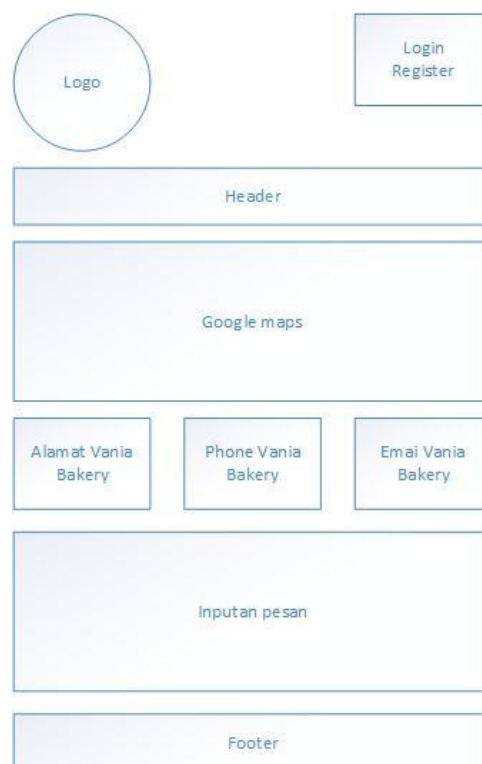 Logo
Login
Register
Header
Google maps
Alamat Vania
Bakery
Phone Vania
Bakery
Emai Vania
Bakery
Inputan pesan
Footer